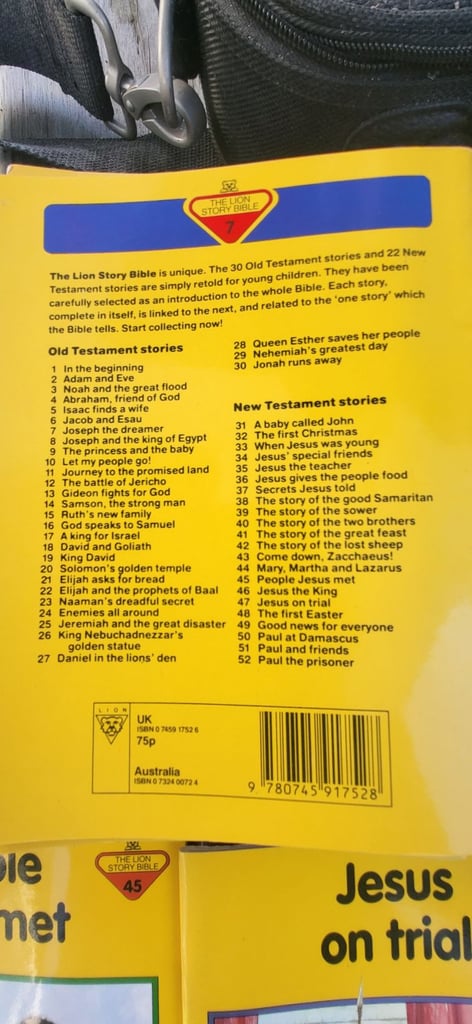 THE LION
STORY BIBLE
7
The Lion Story Bible is unique. The 30 Old Testament stories and 22 New
Testament stories are simply retold for young children. They have been
carefully selected as an introduction to the whole Bible. Each story,
complete in itself, is linked to the next, and related to the 'one story' which
the Bible tells. Start collecting now!
Old Testament stories
1 In the beginning
2 Adam and Eve
3 Noah and the great flood
4 Abraham, friend of God
5 Isaac finds a wife
6 Jacob and Esau
7 Joseph the dreamer
8 Joseph and the king of Egypt
9 The princess and the baby
10 Let my people go!
11 Journey to the promised land
12 The battle of Jericho
13 Gideon fights for God
14 Samson, the strong man
15 Ruth's new family
16 God speaks to Samuel
17 A king for Israel
18 David and Goliath
19 King David
20 Solomon's golden temple
21 Elijah asks for bread
22 Elijah and the prophets of Baal
23 Naaman's dreadful secret
24 Enemies all around
25 Jeremiah and the great disaster
26 King Nebuchadnezzar's
golden statue
27 Daniel in the lions' den
28 Queen Esther saves her people
29 Nehemiah's greatest day
30 Jonah runs away
New Testament stories
31 A baby called John
32 The first Christmas
33 When Jesus was young
34 Jesus' special friends
35 Jesus the teacher
36 Jesus gives the people food
37 Secrets Jesus told
38 The story of the good Samaritan
39 The story of the sower
40 The story of the two brothers
41 The story of the great feast
42 The story of the lost sheep
43 Come down, Zacchaeus!
44 Mary, Martha and Lazarus
45 People Jesus met
46 Jesus the King
47 Jesus on trial
48 The first Easter
49 Good news for everyone
50 Paul at Damascus
51 Paul and friends
52 Paul the prisoner
LION
UK
ISBN 0 7459 1752 6
75p
Australia
ISBN 0 7324 0072 4
9 780745 917528
THE LION
STORY BIBLE
45
ple
met
Jesus
on trial